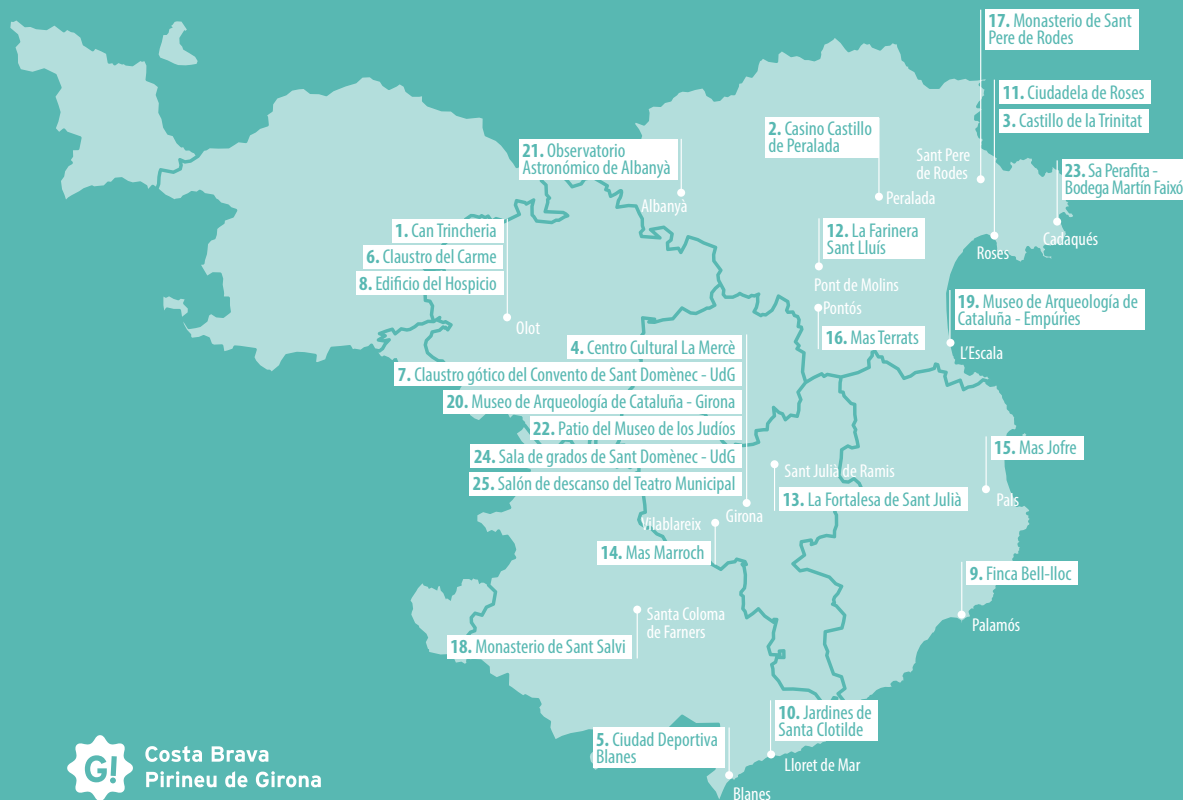 17. Monasterio de Sant
Pere de Rodes
11. Ciudadela de Roses
3. Castillo de la Trinitat
2. Casino Castillo
de Peralada
21. Observatorio
Astronómico de Albanyà
Sant Pere
de Rodes
23. Sa Perafita -
Bodega Martín Faixó
Albanyà
Peralada
1. Can Trincheria
6. Claustro del Carme
8. Edificio del Hospicio
12. La Farinera
Sant Lluís
Cadaqués
Roses
Pont de Molins
19. Museo de Arqueología de
Cataluña - Empúries
Pontós
Olot
16. Mas Terrats
L'Escala
4. Centro Cultural La Mercè
7. Claustro gótico del Convento de Sant Domènec - UdG
20. Museo de Arqueología de Cataluña - Girona
22. Patio del Museo de los Judíos
24. Sala de grados de Sant Domènec - UdG
25. Salón de descanso del Teatro Municipal
15. Mas Jofre
Sant Julià de Ramis
13. La Fortalesa de Sant Julià
Pals
Girona
Vilablareix
14. Mas Marroch
9. Finca Bell-lloc
Santa Coloma
de Farners
Palamós
18. Monasterio de Sant Salvi
10. Jardines de
Santa Clotilde
5. Ciudad Deportiva
Blanes
Lloret de Mar
Blanes
G!
Costa Brava
Pirineu de Girona